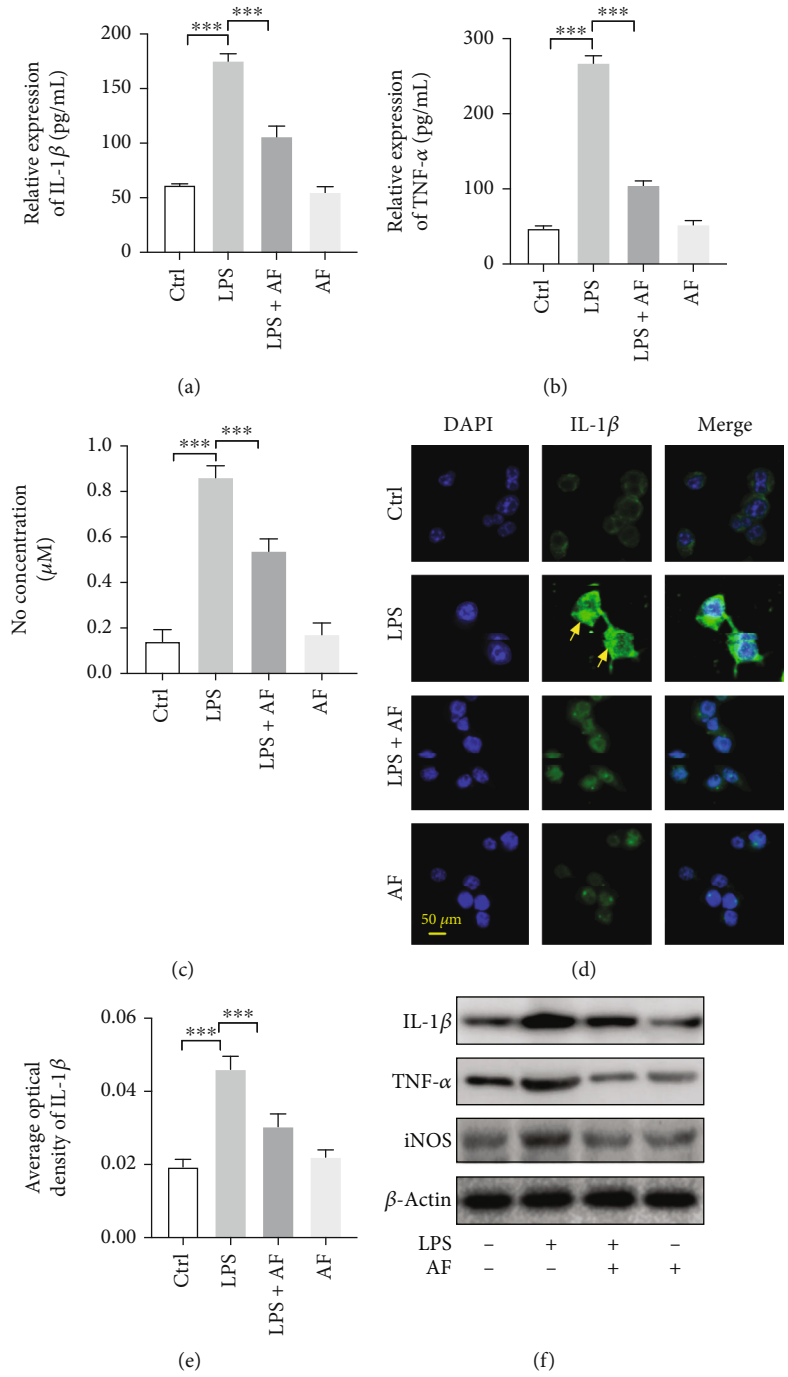 Relative expression
of IL-1β (pg/mL)
200
150
100
50
0
***
***
Ctrl
LPS
LPS + AF
AF
(a)
Relative expression
of TNF-α (pg/mL)
300
200
100
0
***
***
Ctrl
LPS
LPS + AF
AF
(b)
No concentration
(μM)
1.0
0.8
0.6
0.4
0.2
0.0
***
***
Ctrl
LPS
LPS + AF
AF
(c)
DAPI
IL-1β
Merge
Ctrl
LPS
LPS + AF
AF
50 μm
(d)
Average optical
density of IL-1β
0.06
0.04
0.02
0.00
***
***
Ctrl
LPS
LPS + AF
AF
(e)
IL-1β
TNF-α
iNOS
β-Actin
LPS – + + –
AF – – + +
(f)